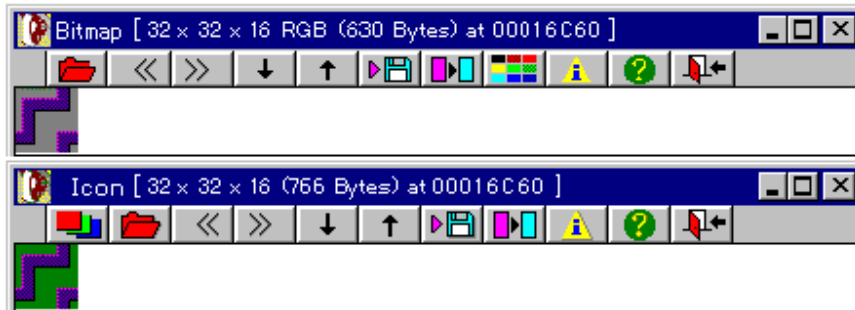 Bitmap [ 32 × 32 × 16 RGB (630 Bytes) at 00016C60 ]
Icon [ 32 × 32 × 16 (766 Bytes) at 00016C60 ]